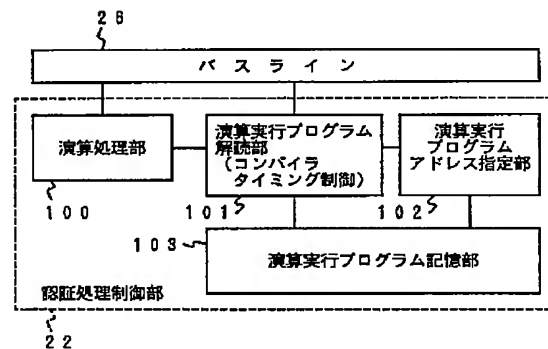 26
バスライン
演算処理部
演算実行プログラム
解読部
(コンパイラ
タイミング制御)
演算実行
プログラム
アドレス指定部
100
101
102
103
演算実行プログラム記憶部
認証処理制御部
22